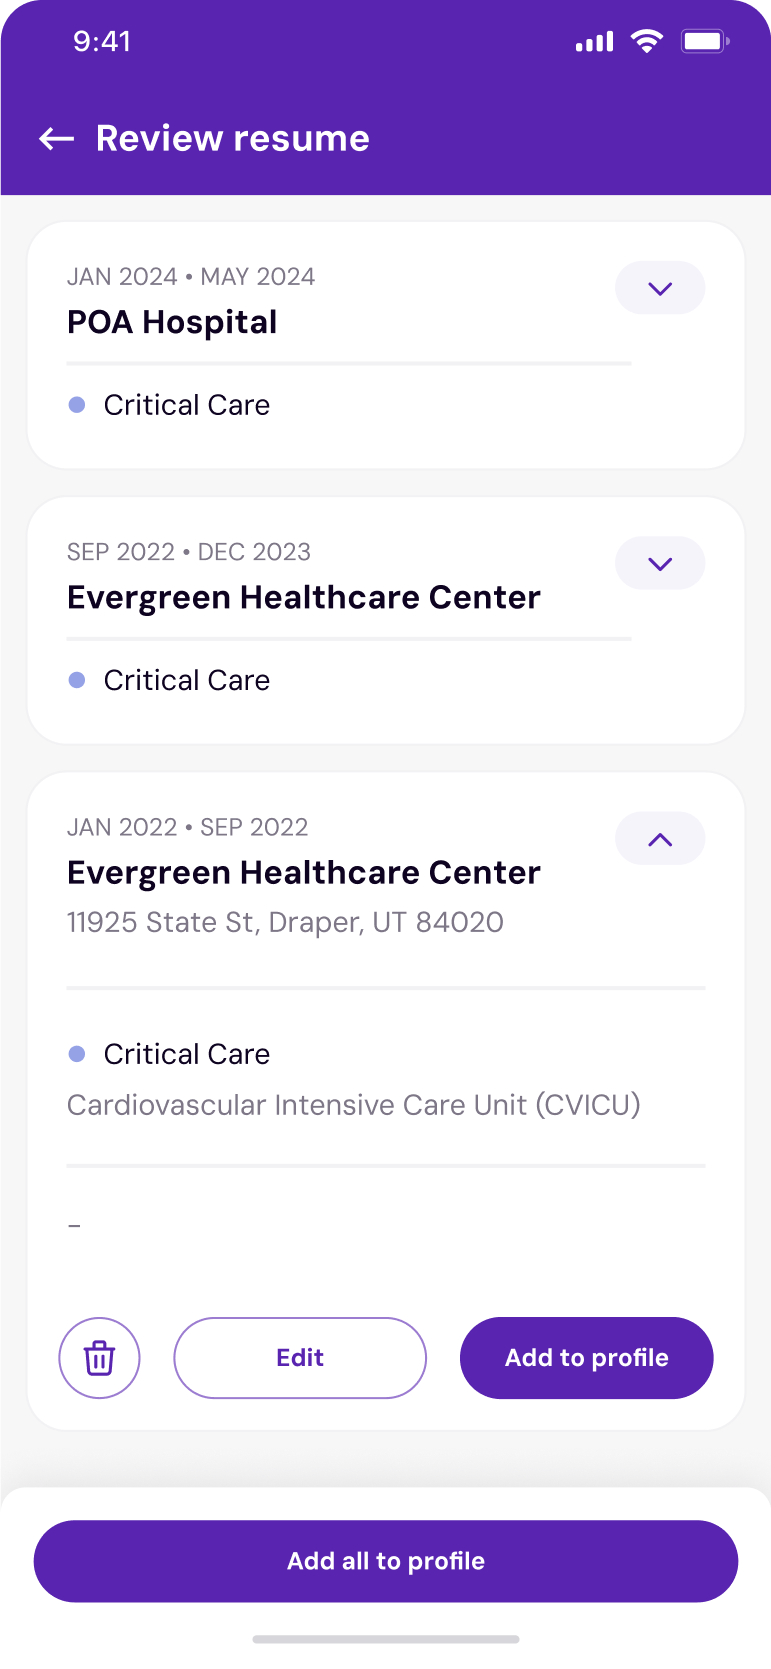 9:41
Review resume
JAN 2024 • MAY 2024
POA Hospital
Critical Care
SEP 2022 • DEC 2023
Evergreen Healthcare Center
Critical Care
JAN 2022 • SEP 2022
Evergreen Healthcare Center
11925 State St, Draper, UT 84020
Critical Care
Cardiovascular Intensive Care Unit (CVICU)
–
Edit
Add to profile
Add all to profile